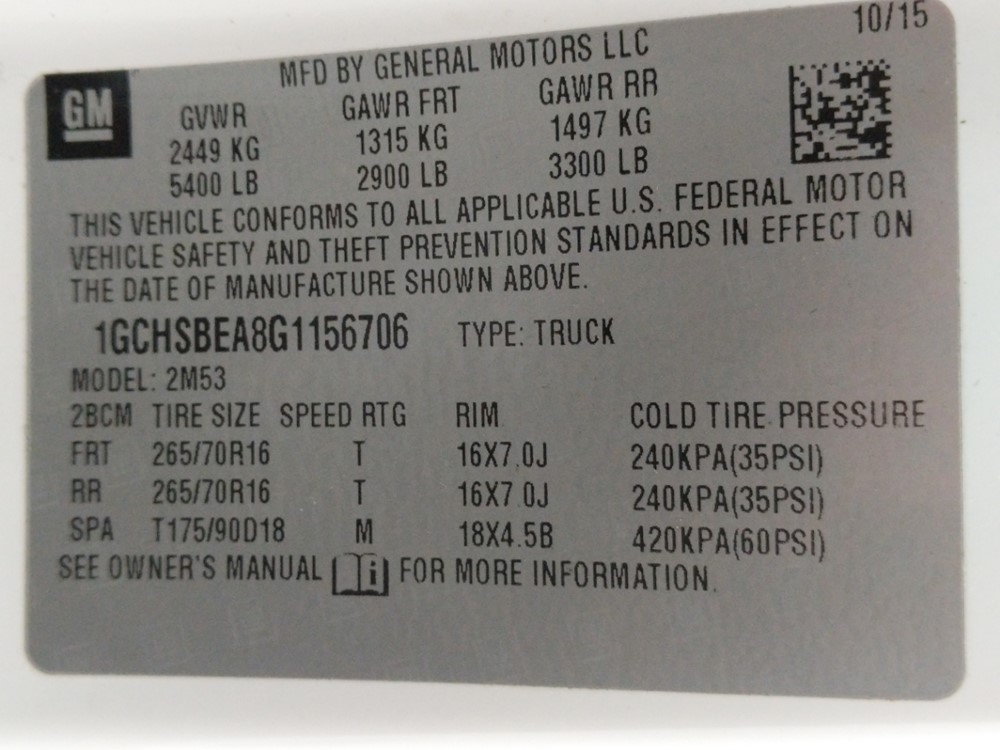 10/15
MFD BY GENERAL MOTORS LLC
GM
GVWR GAWR FRT GAWR RR
2449 KG 1315 KG 1497 KG
5400 LB 2900 LB 3300 LB
THIS VEHICLE CONFORMS TO ALL APPLICABLE U.S. FEDERAL MOTOR
VEHICLE SAFETY AND THEFT PREVENTION STANDARDS IN EFFECT ON
THE DATE OF MANUFACTURE SHOWN ABOVE.
1GCHSBEA8G1156706 TYPE: TRUCK
MODEL: 2M53
2BCM TIRE SIZE SPEED RTG RIM COLD TIRE PRESSURE
FRT 265/70R16 T 16X7.0J 240KPA(35PSI)
RR 265/70R16 T 16X7.0J 240KPA(35PSI)
SPA T175/90D18 M 18X4.5B 420KPA(60PSI)
SEE OWNER'S MANUAL i FOR MORE INFORMATION.